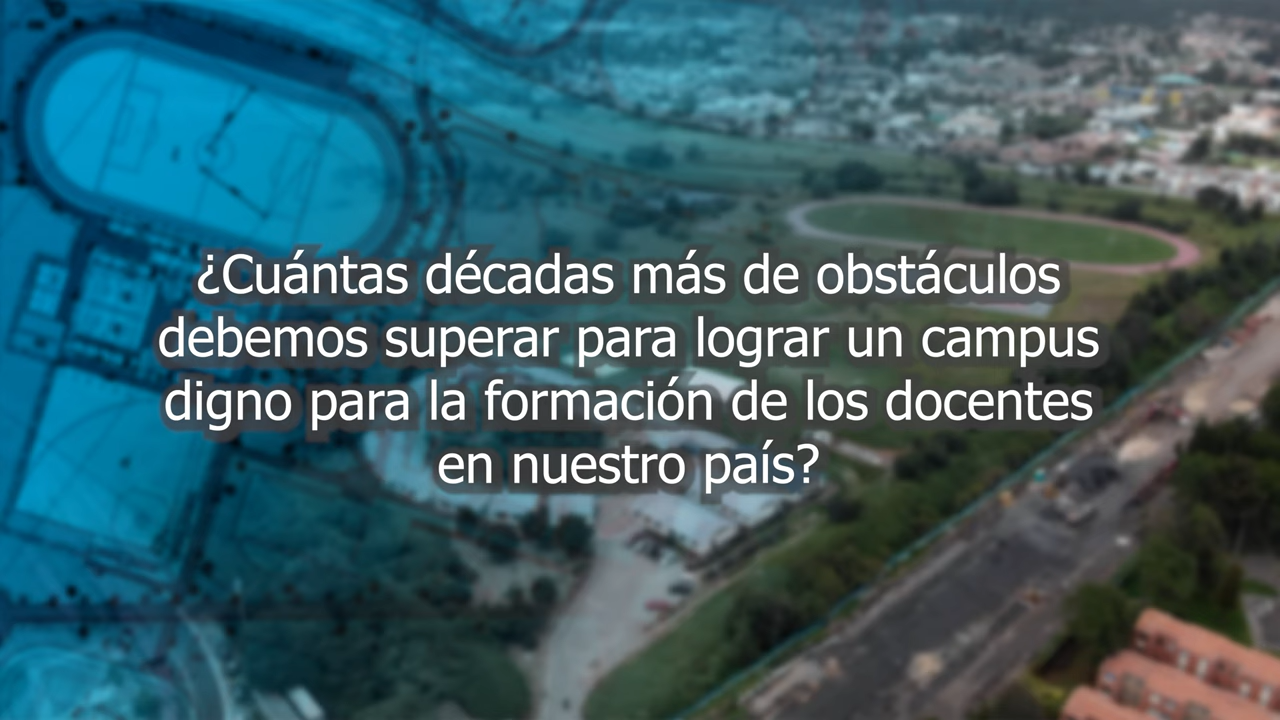 ¿Cuántas décadas más de obstáculos
debemos superar para lograr un campus
digno para la formación de los docentes
en nuestro país?